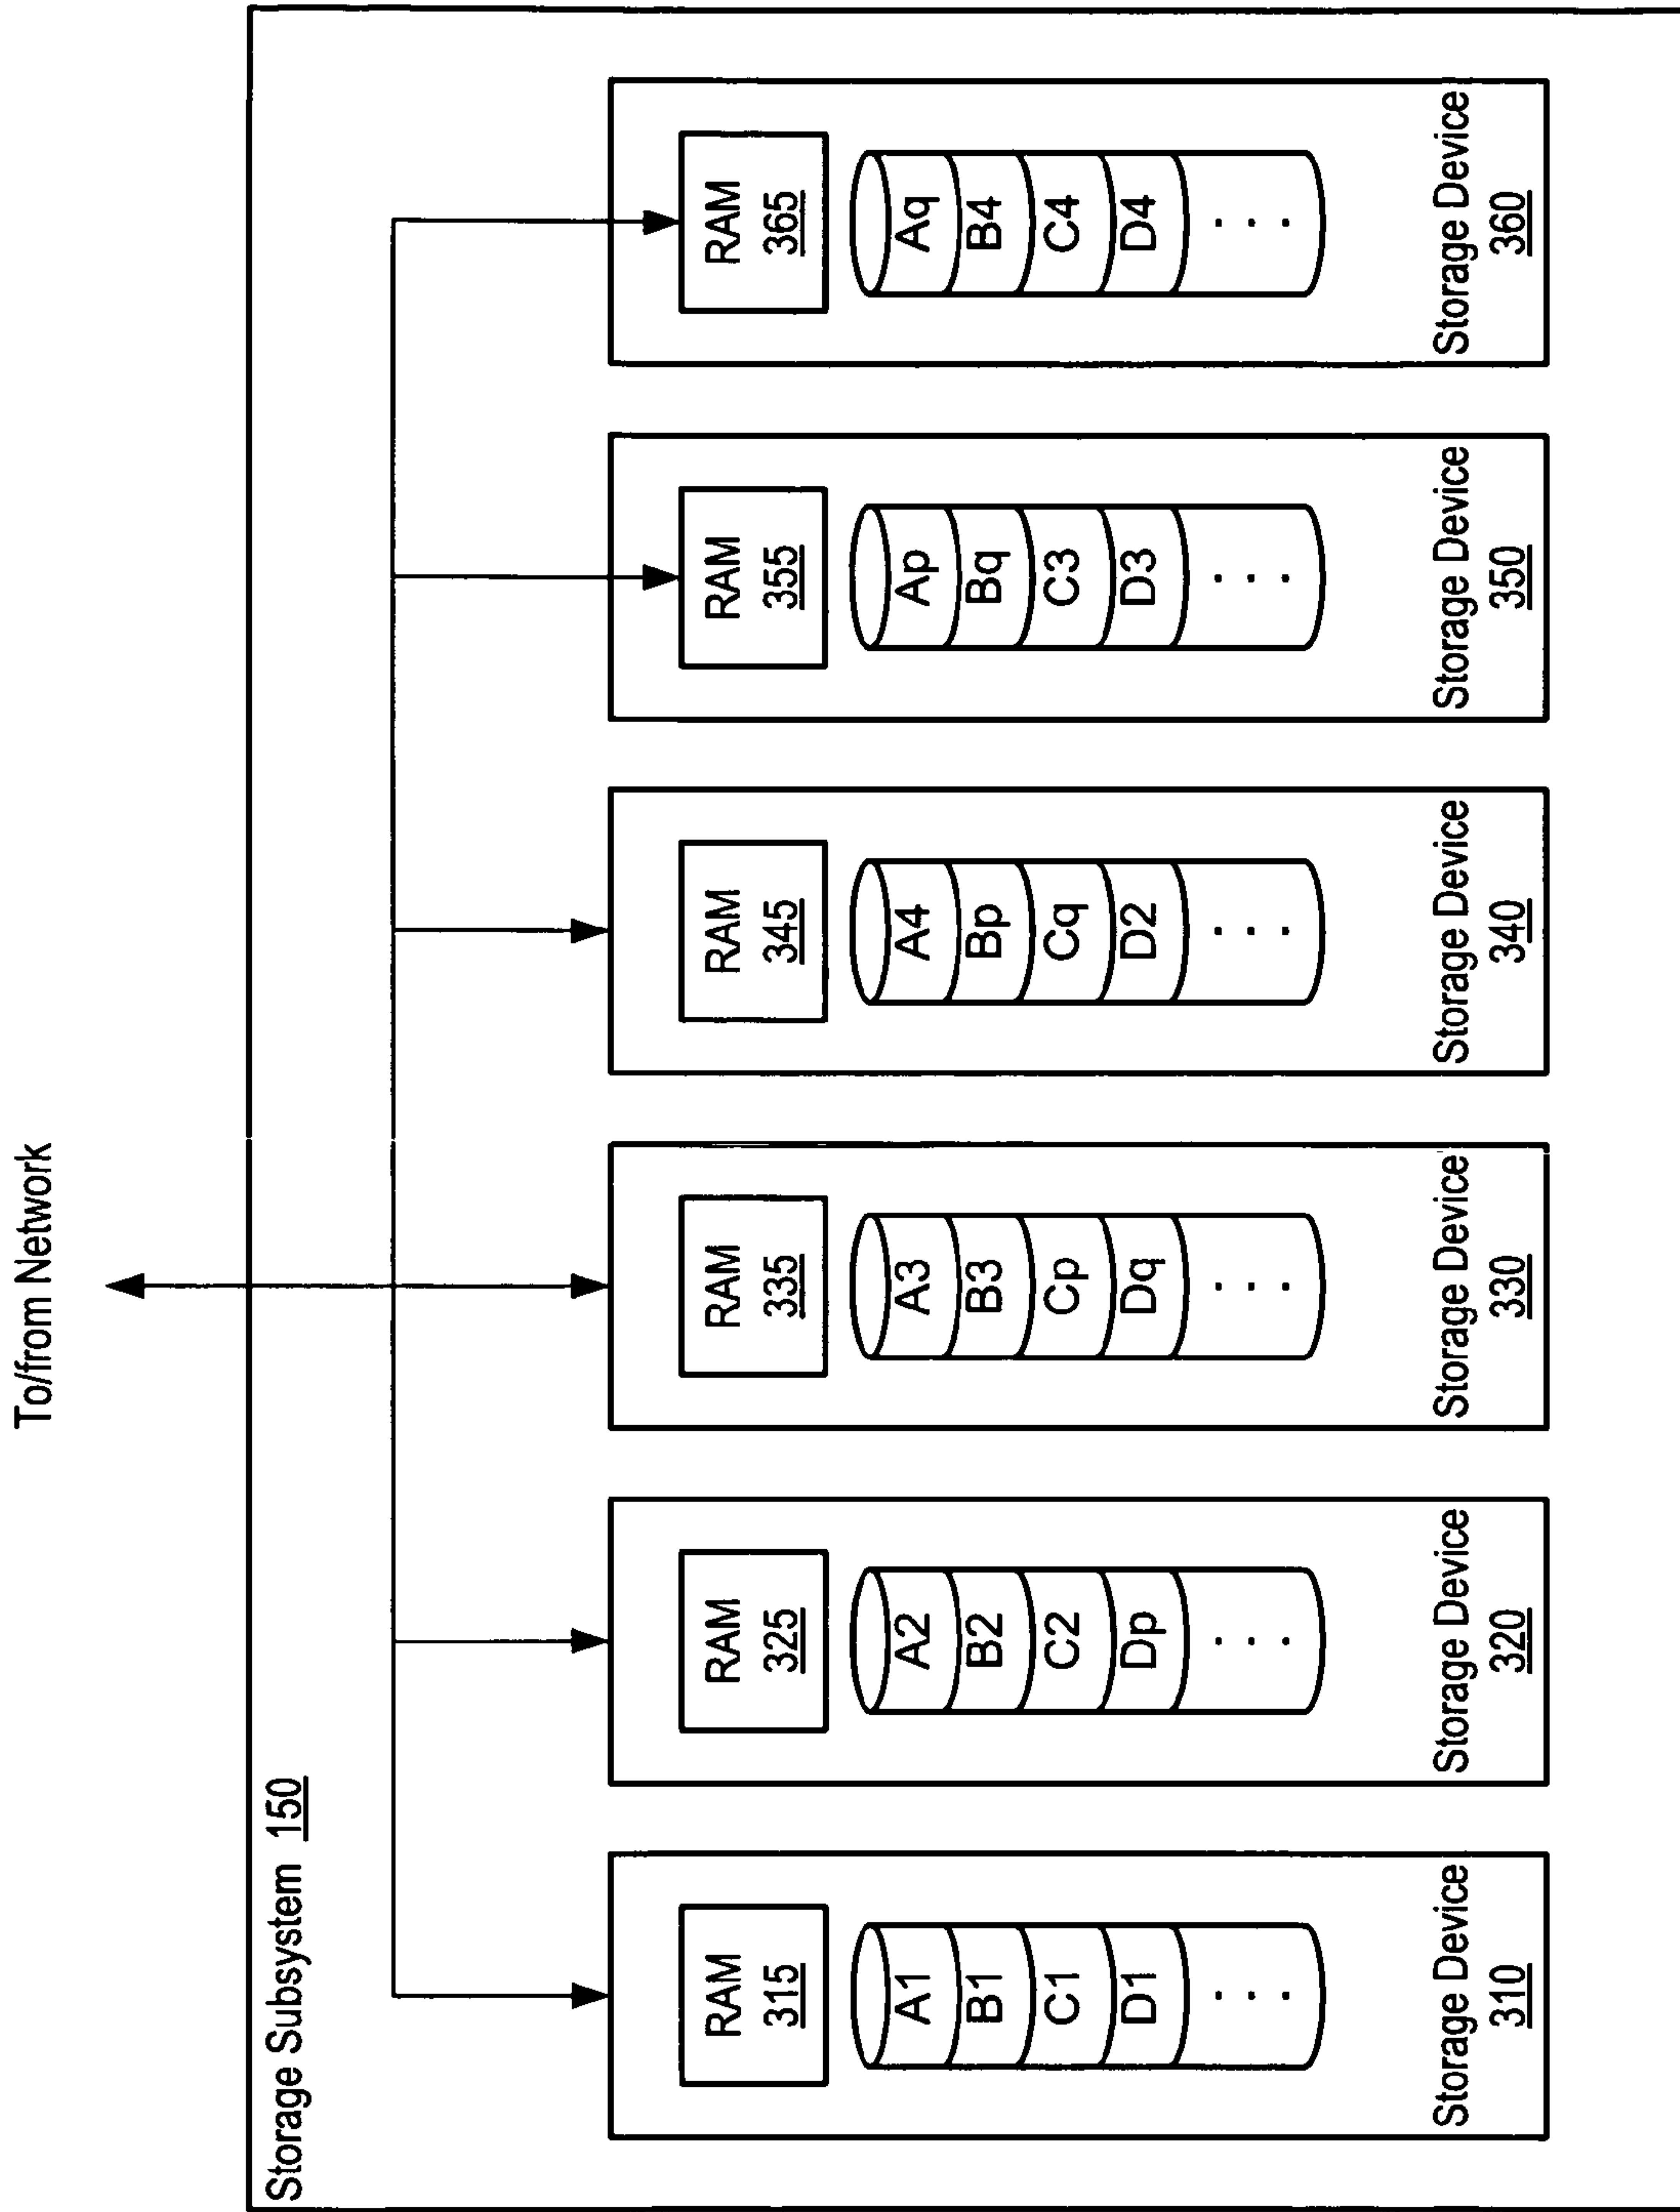 To/from Network
Storage Subsystem 150
RAM
315
A1
B1
C1
D1
. . .
Storage Device
310
RAM
325
A2
B2
C2
Dp
. . .
Storage Device
320
RAM
335
A3
B3
Cp
Dq
. . .
Storage Device
330
RAM
345
A4
Bp
Cq
D2
. . .
Storage Device
340
RAM
355
Ap
Bq
C3
D3
. . .
Storage Device
350
RAM
365
Aq
B4
C4
D4
. . .
Storage Device
360